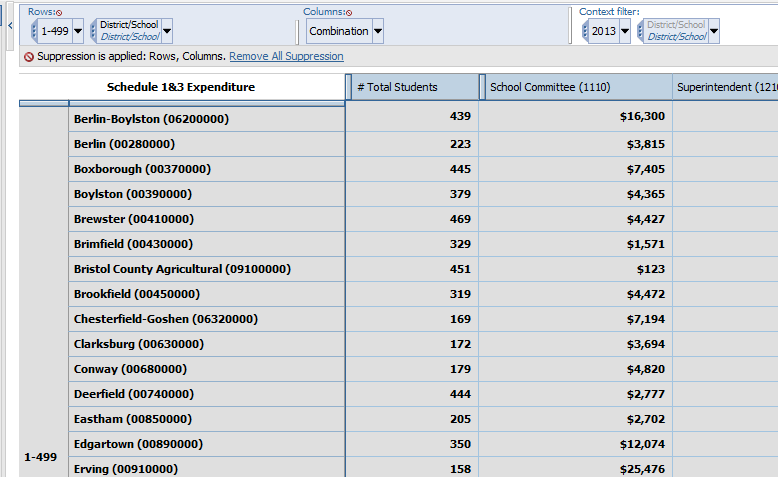 Rows: Columns: Context filter:
1-499 District/School District/School Combination 2013 District/School District/School
Suppression is applied: Rows, Columns. Remove All Suppression
Schedule 1&3 Expenditure # Total Students School Committee (1110) Superintendent (1210
Berlin-Boylston (06200000) 439 $16,300
Berlin (00280000) 223 $3,815
Boxborough (00370000) 445 $7,405
Boylston (00390000) 379 $4,365
Brewster (00410000) 469 $4,427
Brimfield (00430000) 329 $1,571
Bristol County Agricultural (09100000) 451 $123
Brookfield (00450000) 319 $4,472
Chesterfield-Goshen (06320000) 169 $7,194
Clarksburg (00630000) 172 $3,694
Conway (00680000) 179 $4,820
Deerfield (00740000) 444 $2,777
Eastham (00850000) 205 $2,702
Edgartown (00890000) 350 $12,074
1-499
Erving (00910000) 158 $25,476